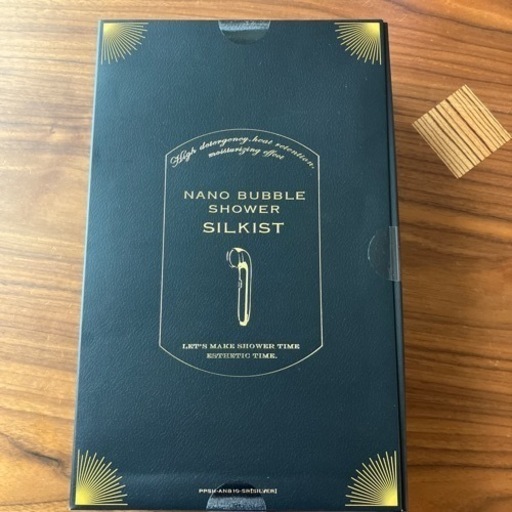 High detergency, heat retention,
moisturizing effect
NANO BUBBLE
SHOWER
SILKIST
LET'S MAKE SHOWER TIME
ESTHETIC TIME.